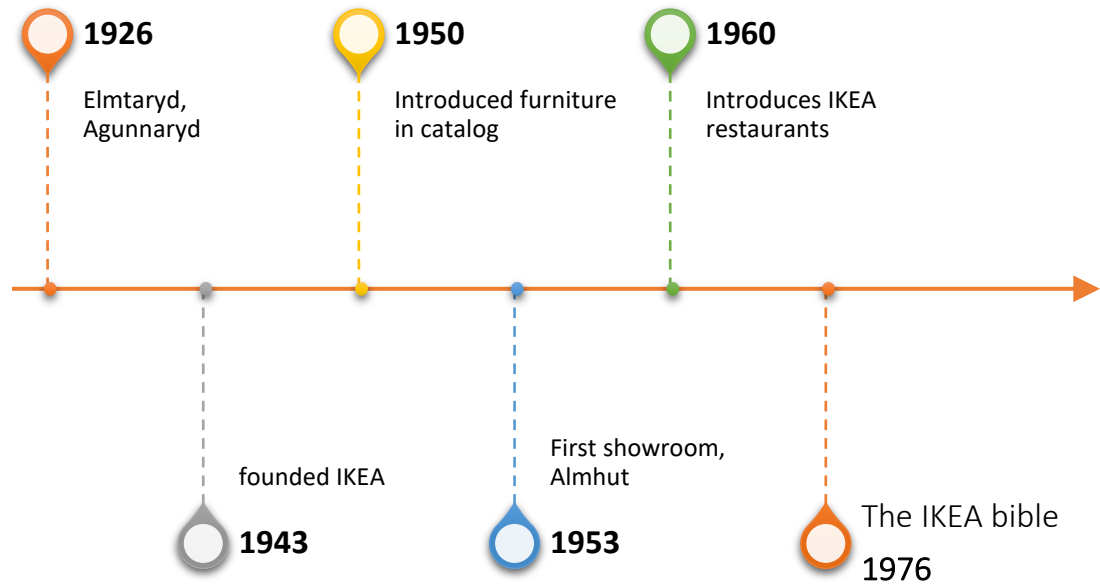 1926
Elmtaryd,
Agunnaryd
1950
Introduced furniture
in catalog
1960
Introduces IKEA
restaurants
founded IKEA
1943
First showroom,
Almhut
1953
The IKEA bible
1976